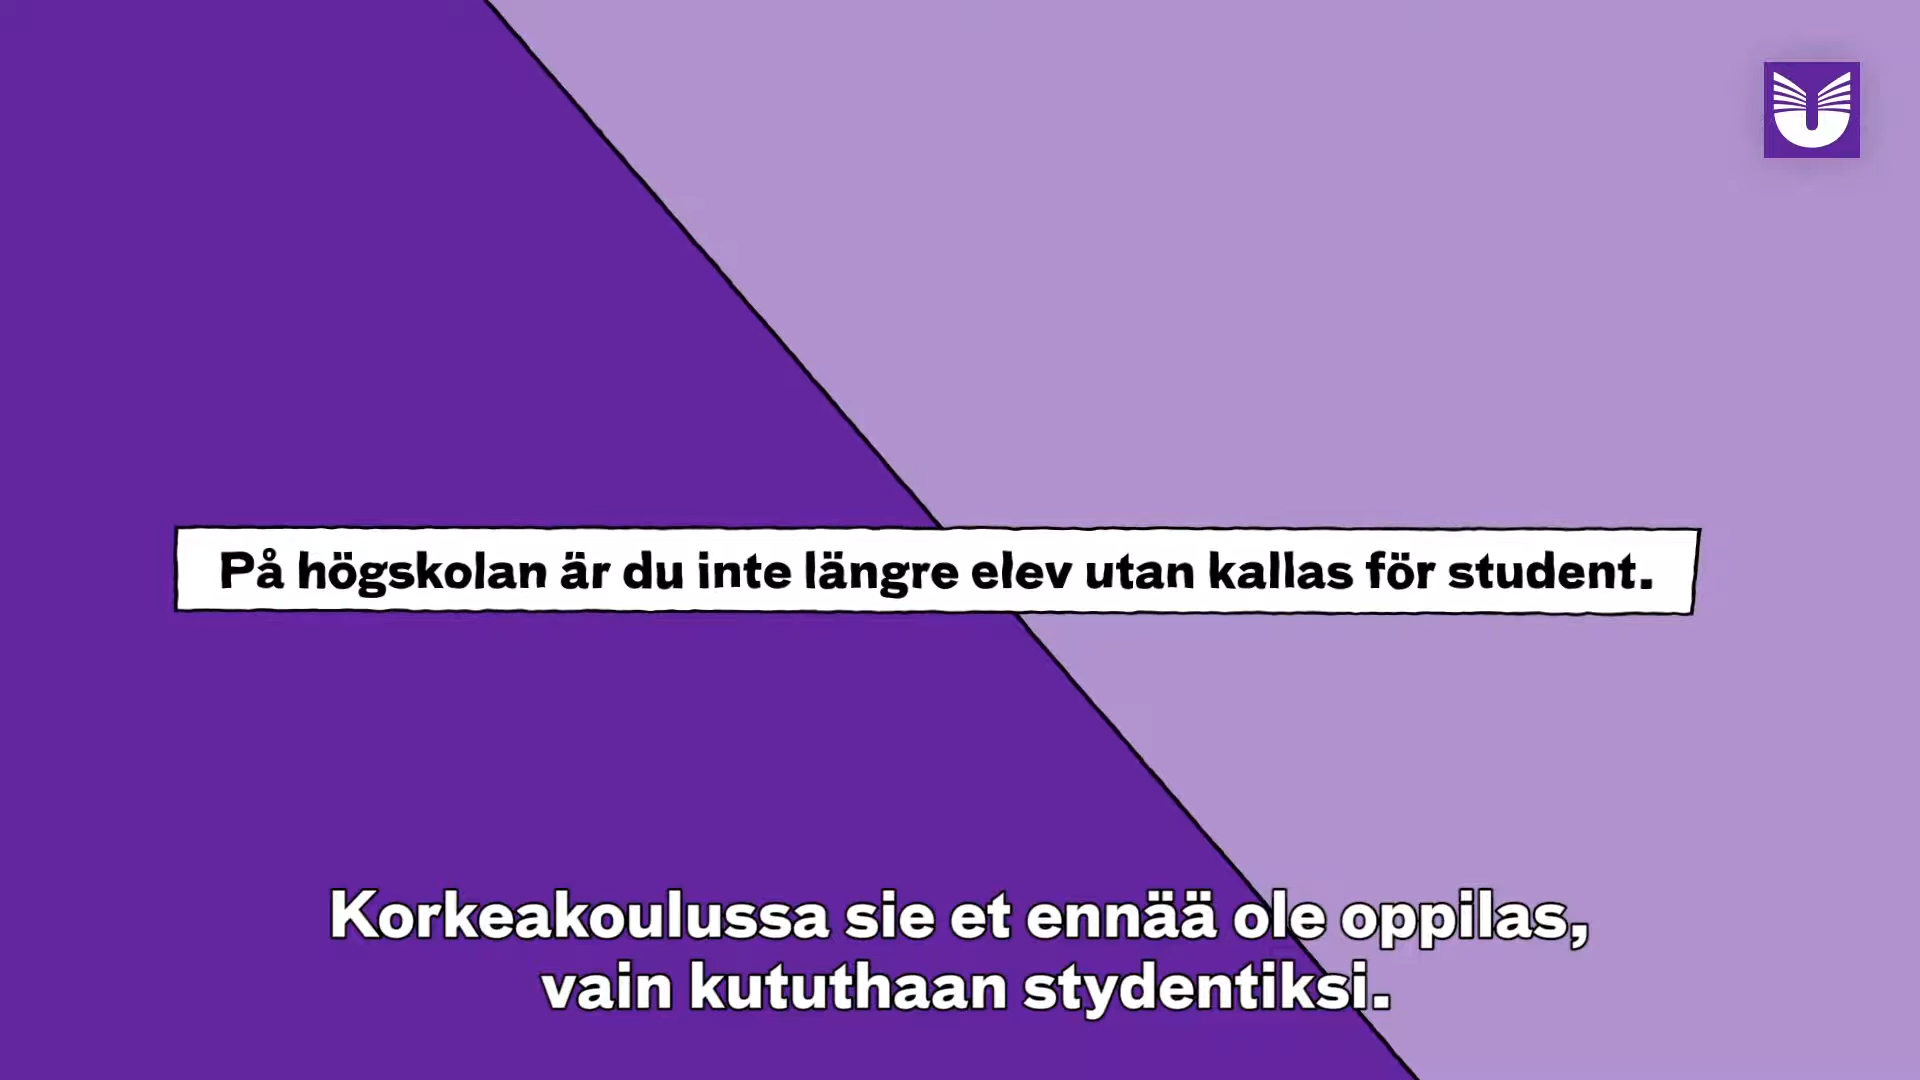 På högskolan är du inte längre elev utan kallas för student.
Korkeakoulussa sie et ennää ole oppilas,
vain kututhaan stydentiksi.